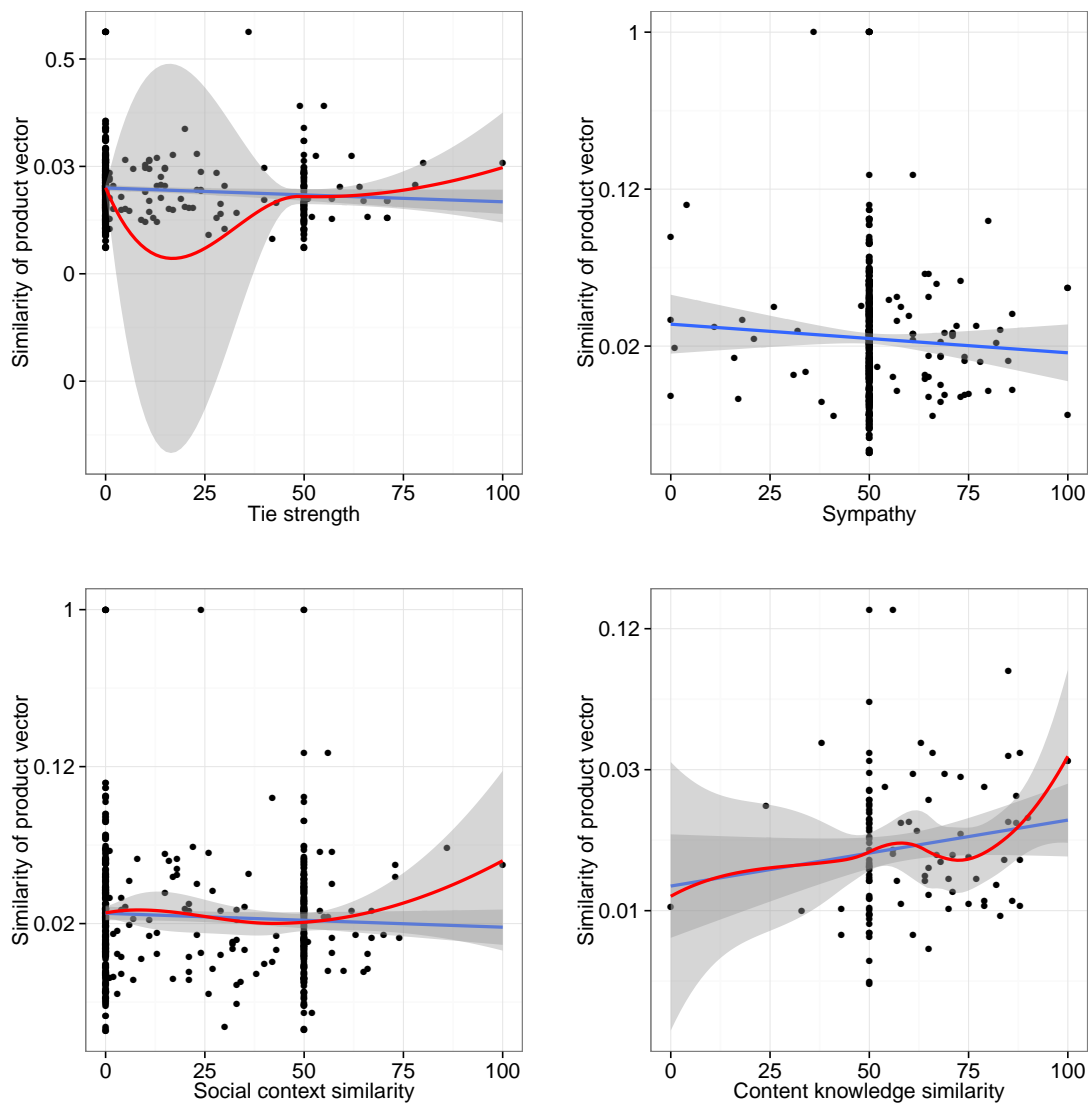 Similarity of product vector
0.5
0.03
0
0
0 25 50 75 100
Tie strength
Similarity of product vector
1
0.12
0.02
0 25 50 75 100
Sympathy
Similarity of product vector
1
0.12
0.02
0 25 50 75 100
Social context similarity
Similarity of product vector
0.12
0.03
0.01
0 25 50 75 100
Content knowledge similarity